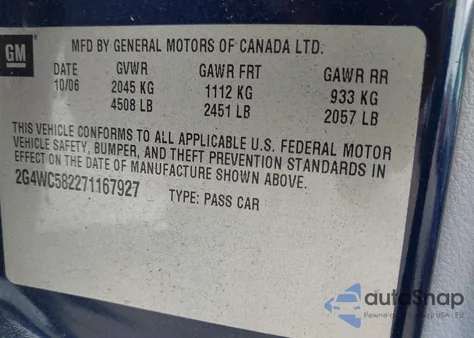 GM
MFD BY GENERAL MOTORS OF CANADA LTD.
DATE GVWR GAWR FRT GAWR RR
10/06 2045 KG 1112 KG 933 KG
4508 LB 2451 LB 2057 LB
THIS VEHICLE CONFORMS TO ALL APPLICABLE U.S. FEDERAL MOTOR
VEHICLE SAFETY, BUMPER, AND THEFT PREVENTION STANDARDS IN
EFFECT ON THE DATE OF MANUFACTURE SHOWN ABOVE.
2G4WC582271167927 TYPE: PASS CAR
autoSnap